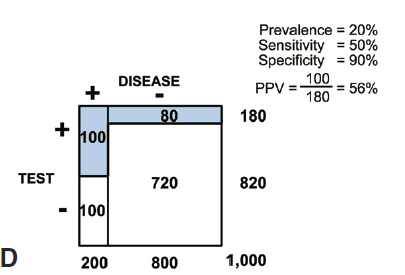 Prevalence = 20%
Sensitivity = 50%
Specificity = 90%
PPV = 100/180 = 56%
DISEASE
+ -
80 180
+
100
TEST 720 820
- 100
D 200 800 1,000